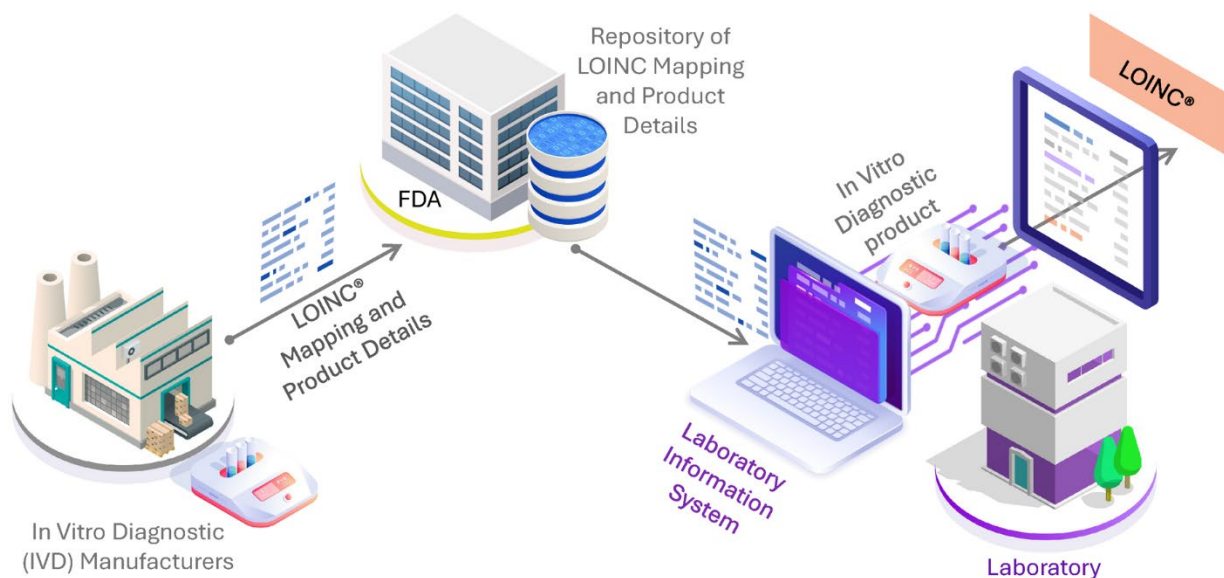 Repository of
LOINC Mapping
and Product
Details
FDA
LOINC®
Mapping and
Product Details
In Vitro Diagnostic
(IVD) Manufacturers
In Vitro
Diagnostic
product
LOINC®
Laboratory
Information
System
Laboratory